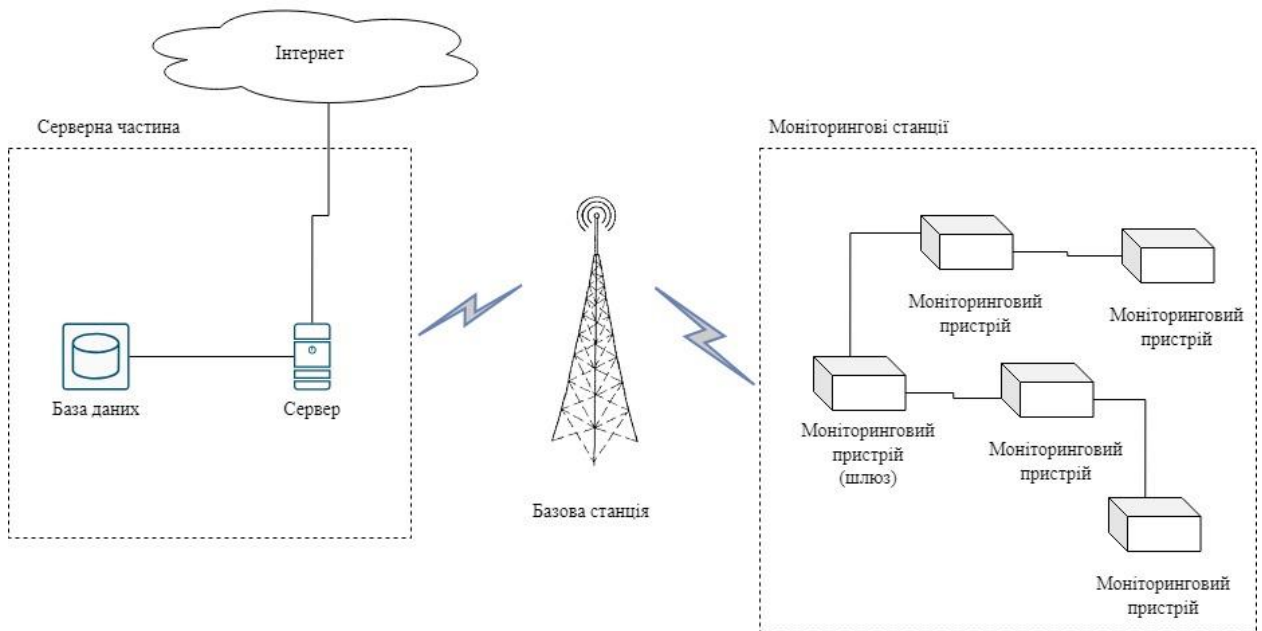 Інтернет
Серверна частина
Моніторингові станції
Моніторинговий
пристрій
Моніторинговий
пристрій
База даних
Сервер
Моніторинговий
пристрій
(шлюз)
Моніторинговий
пристрій
Базова станція
Моніторинговий
пристрій